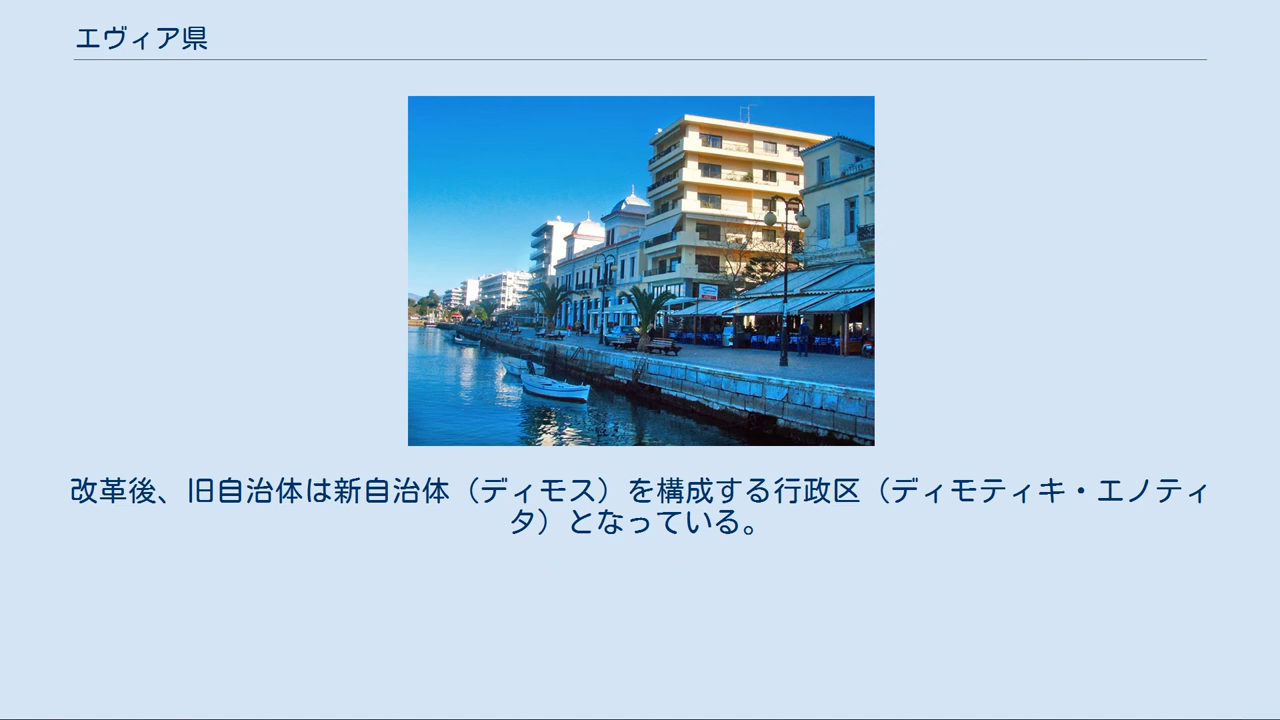 エヴィア県
改革後、旧自治体は新自治体（ディモス）を構成する行政区（ディモティキ・エノティ
タ）となっている。